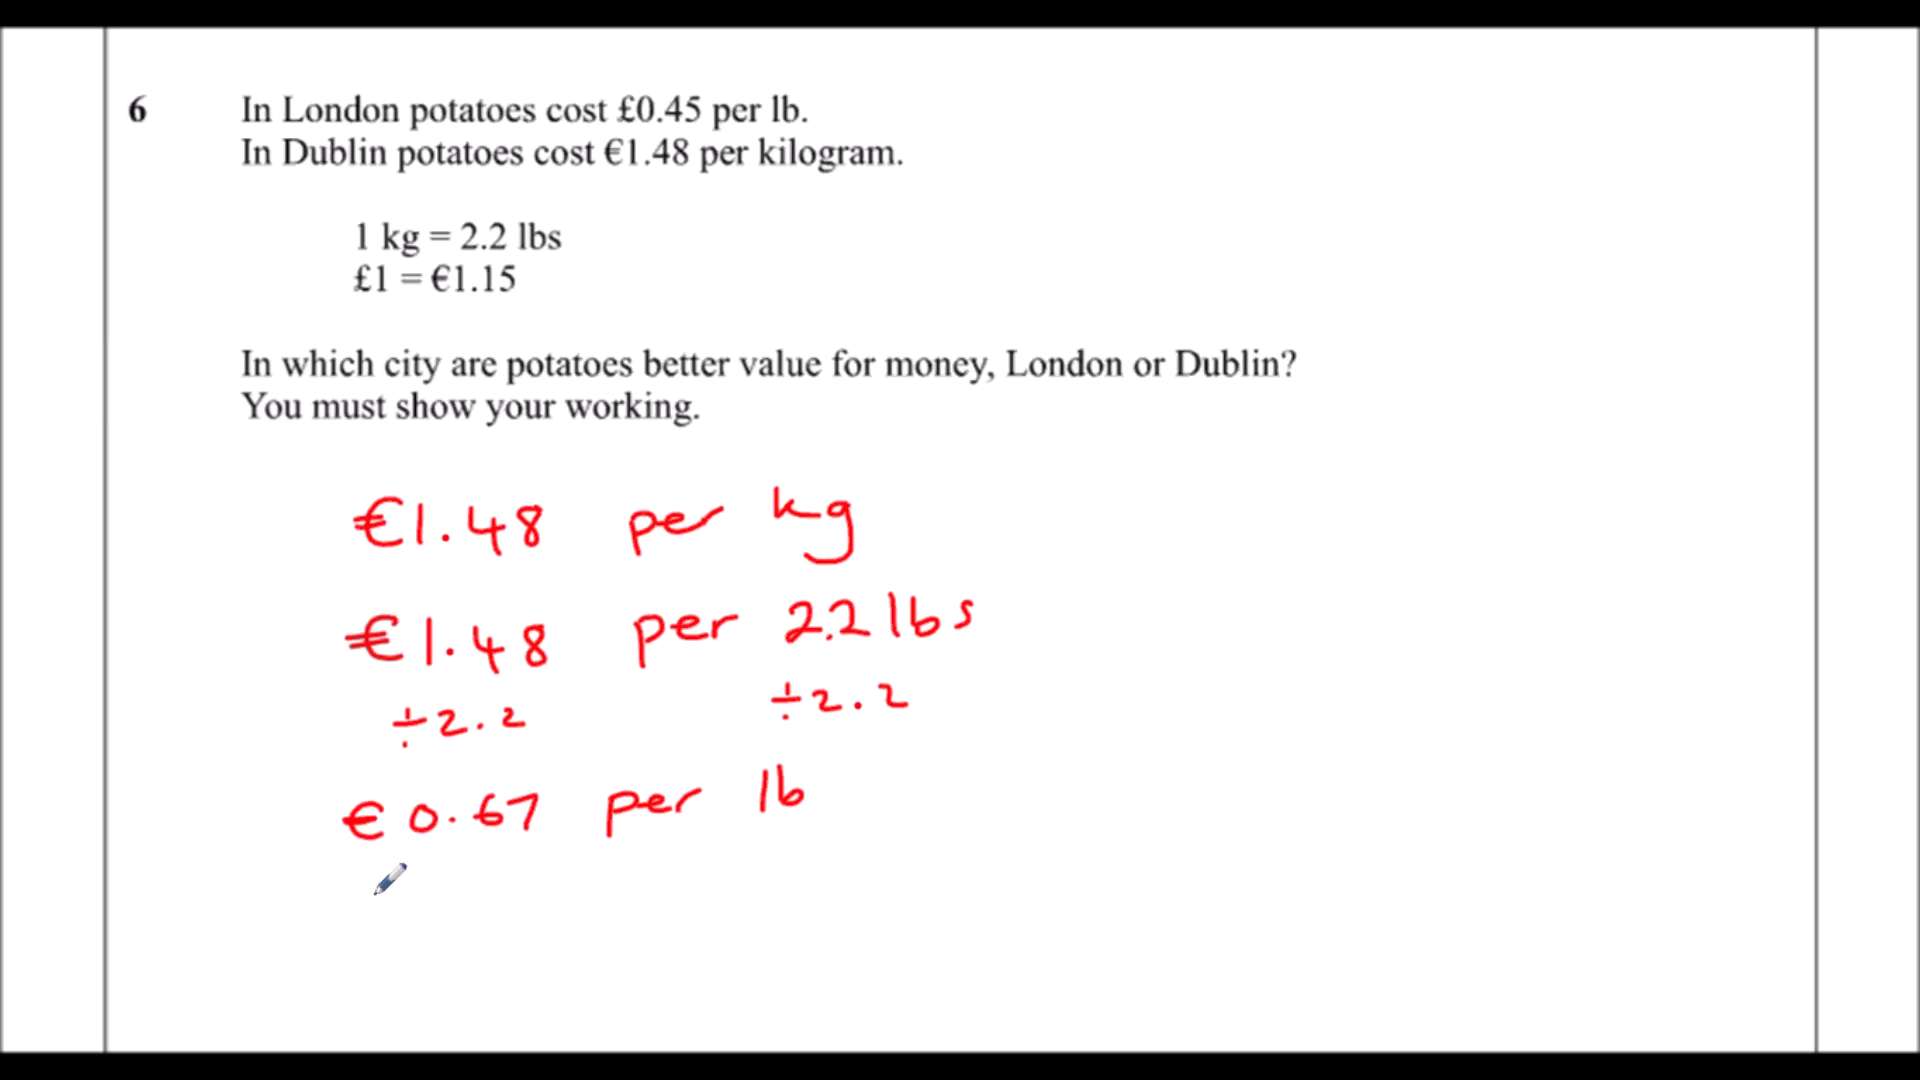 6 In London potatoes cost £0.45 per lb.
In Dublin potatoes cost €1.48 per kilogram.
1 kg = 2.2 lbs
£1 = €1.15
In which city are potatoes better value for money, London or Dublin?
You must show your working.
€1.48 per kg
€1.48 per 2.2 lbs
÷2.2 ÷2.2
€0.67 per lb